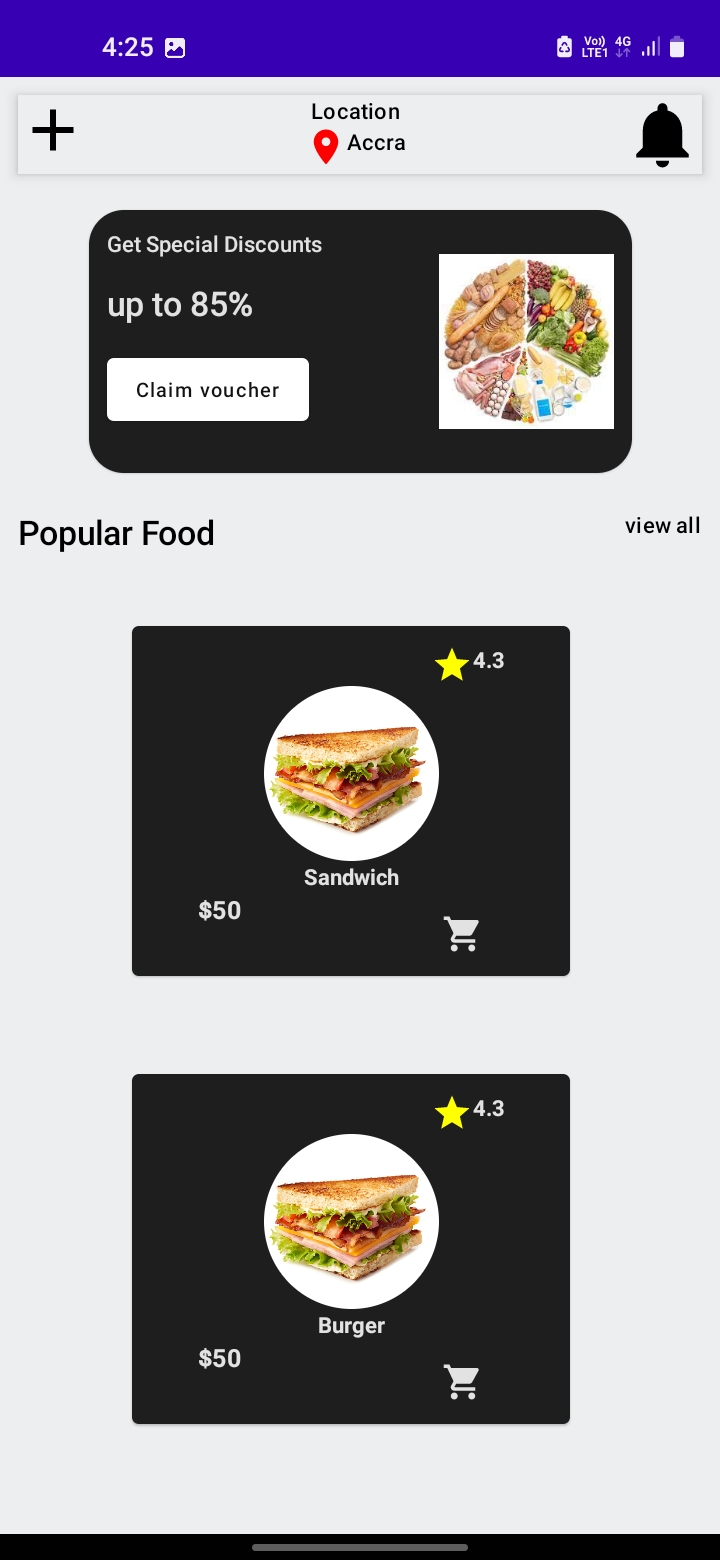 4:25
Vo))
LTE1
4G
Location
Accra
Get Special Discounts
up to 85%
Claim voucher
Popular Food
view all
4.3
Sandwich
$50
4.3
Burger
$50